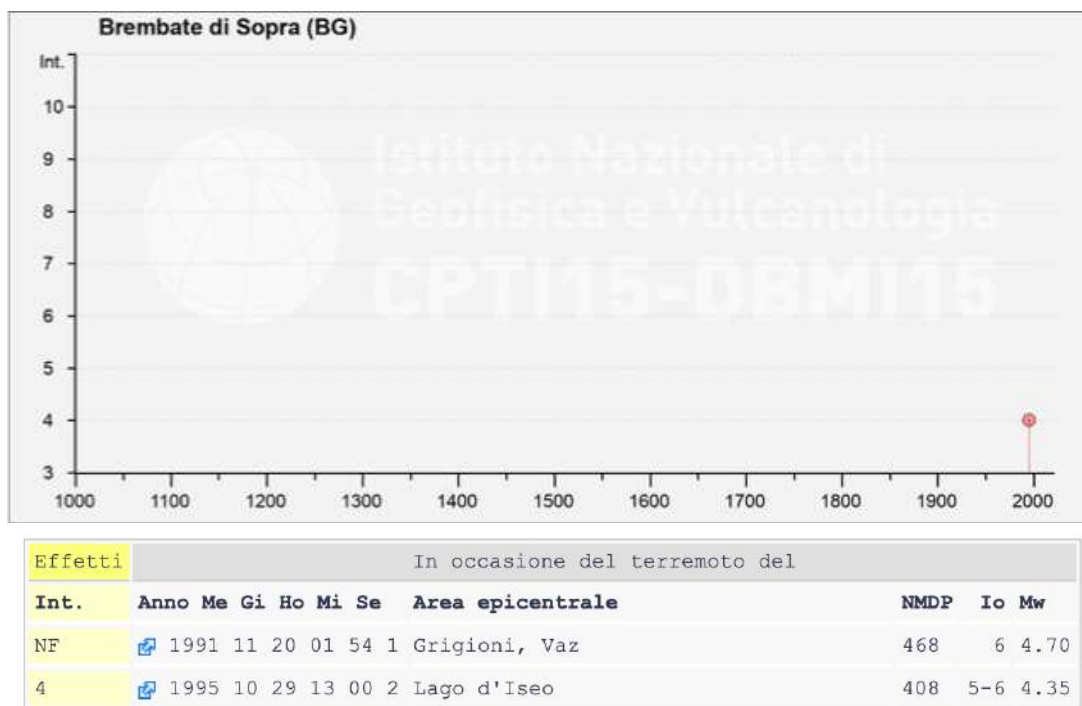 Brembate di Sopra (BG)
Int.
10
9
8
7
6
5
4
3
1000 1100 1200 1300 1400 1500 1600 1700 1800 1900 2000
Istituto Nazionale di
Geofisica e Vulcanologia
CPTI15-DBMI15
Effetti In occasione del terremoto del
Int. Anno Me Gi Ho Mi Se Area epicentrale NMDP Io Mw
NF 1991 11 20 01 54 1 Grigioni, Vaz 468 6 4.70
4 1995 10 29 13 00 2 Lago d'Iseo 408 5-6 4.35